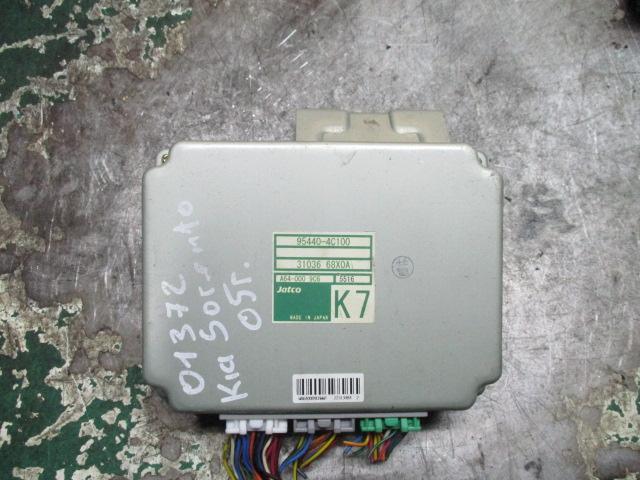 95440-4C100
31036 68X0A
A64-000 9C6 5516
Jatco
K7
MADE IN JAPAN
01372
Kia Sorento
05г.